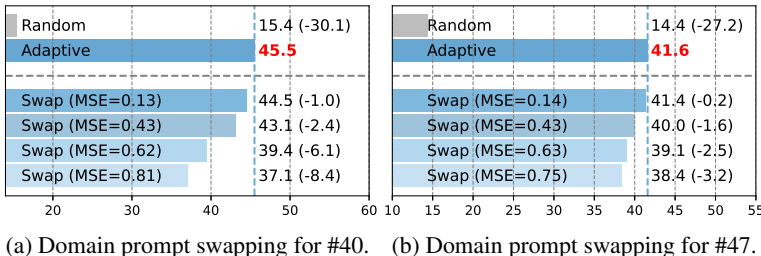 Random 15.4 (-30.1)
Adaptive 45.5
Swap (MSE=0.13) 44.5 (-1.0)
Swap (MSE=0.43) 43.1 (-2.4)
Swap (MSE=0.62) 39.4 (-6.1)
Swap (MSE=0.81) 37.1 (-8.4)
20 30 40 50 60
(a) Domain prompt swapping for #40.
Random 14.4 (-27.2)
Adaptive 41.6
Swap (MSE=0.14) 41.4 (-0.2)
Swap (MSE=0.43) 40.0 (-1.6)
Swap (MSE=0.63) 39.1 (-2.5)
Swap (MSE=0.75) 38.4 (-3.2)
10 15 20 25 30 35 40 45 50 55
(b) Domain prompt swapping for #47.